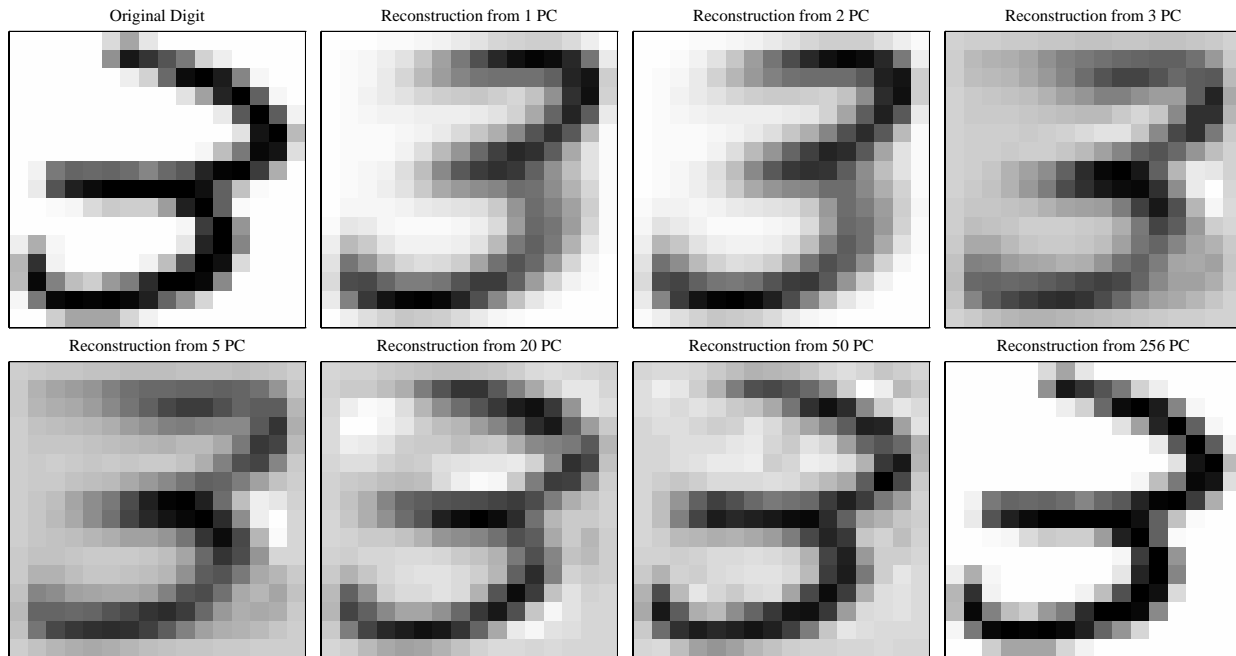 Original Digit
Reconstruction from 1 PC
Reconstruction from 2 PC
Reconstruction from 3 PC
Reconstruction from 5 PC
Reconstruction from 20 PC
Reconstruction from 50 PC
Reconstruction from 256 PC